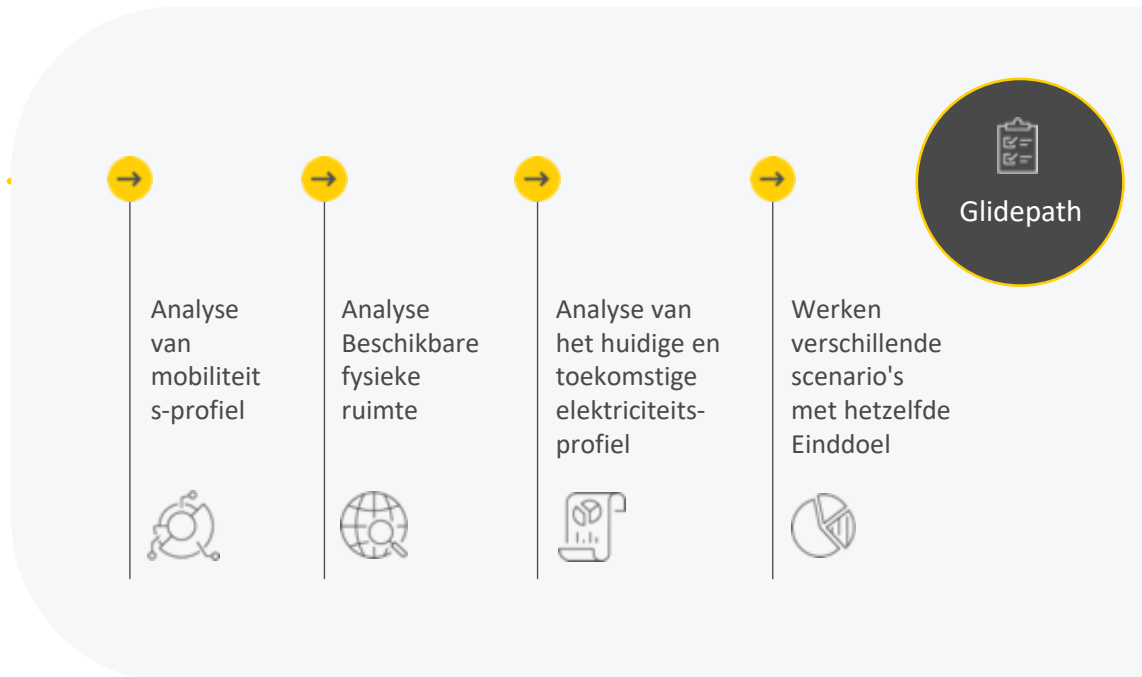 Analyse
van
mobiliteit
s-profiel
Analyse
Beschikbare
fysieke
ruimte
Analyse van
het huidige en
toekomstige
elektriciteits-
profiel
Werken
verschillende
scenario's
met hetzelfde
Einddoel
Glidepath